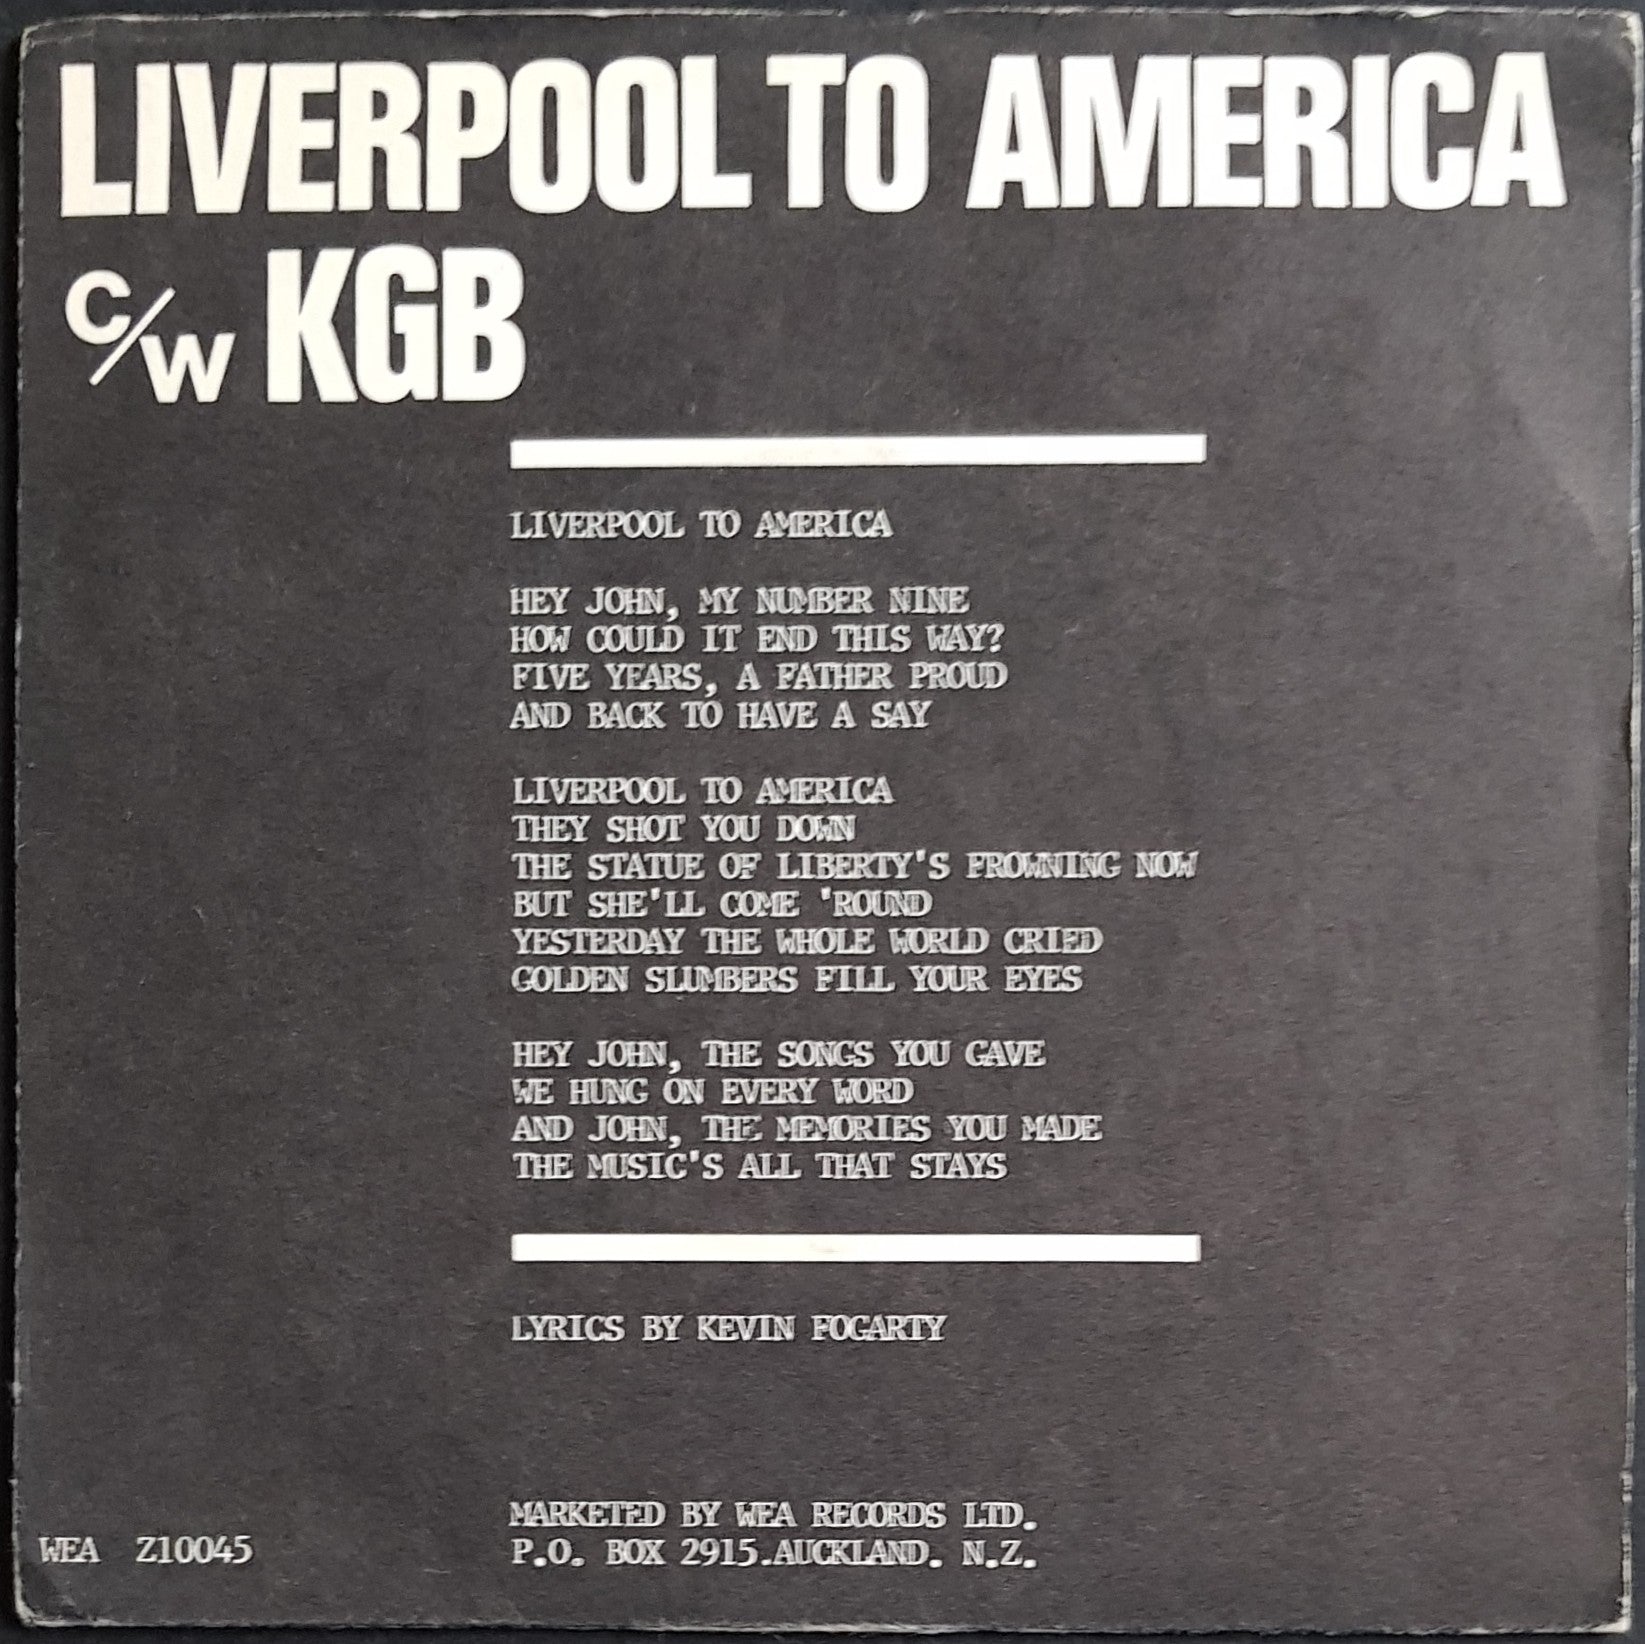 LIVERPOOL TO AMERICA
C/W KGB
LIVERPOOL TO AMERICA
HEY JOHN, MY NUMBER NINE
HOW COULD IT END THIS WAY?
FIVE YEARS, A FATHER PROUD
AND BACK TO HAVE A SAY
LIVERPOOL TO AMERICA
THEY SHOT YOU DOWN
THE STATUE OF LIBERTY'S FROWNING NOW
BUT SHE'LL COME 'ROUND
YESTERDAY THE WHOLE WORLD CRIED
GOLDEN SLUMBERS FILL YOUR EYES
HEY JOHN, THE SONGS YOU GAVE
WE HUNG ON EVERY WORD
AND JOHN, THE MEMORIES YOU MADE
THE MUSIC'S ALL THAT STAYS
LYRICS BY KEVIN FOGARTY
MARKETED BY WEA RECORDS LTD.
P.O. BOX 2915.AUCKLAND. N.Z.
WEA Z10045